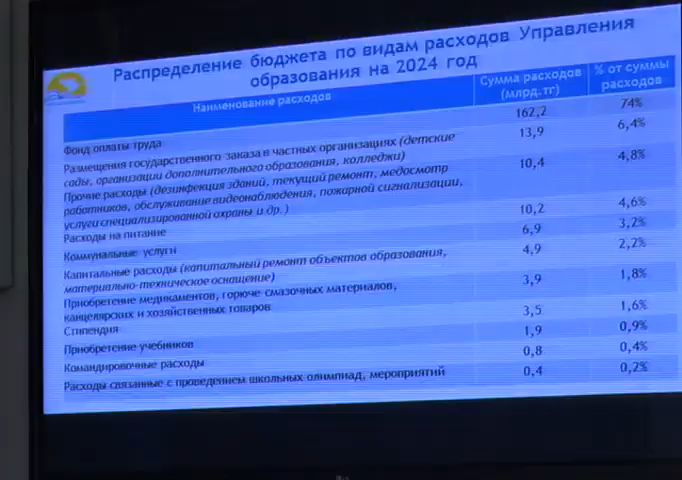 Распределение бюджета по видам расходов Управления
образования на 2024 год
Наименование расходов
Сумма расходов
(млрд.тг)
% от суммы
расходов
Фонд оплаты труда
162,2
74%
Размещения государственного заказа в частных организациях (детские
сады, организации дополнительного образования, колледжи)
13,9
6,4%
Прочие расходы (дезинфекция зданий, текущий ремонт, медосмотр
работников, обслуживание видеонаблюдения, пожарной сигнализации,
услуги специализированной охраны и др.)
10,4
4,8%
Расходы на питание
10,2
4,6%
Коммунальные услуги
6,9
3,2%
Капитальные расходы (капитальный ремонт объектов образования,
материально-техническое оснащение)
4,9
2,2%
Приобретение медикаментов, горюче-смазочных материалов,
канцелярских и хозяйственных товаров
3,9
1,8%
Стипендия
3,5
1,6%
Приобретение учебников
1,9
0,9%
Командировочные расходы
0,8
0,4%
Расходы связанные с проведением школьных олимпиад, мероприятий
0,4
0,2%